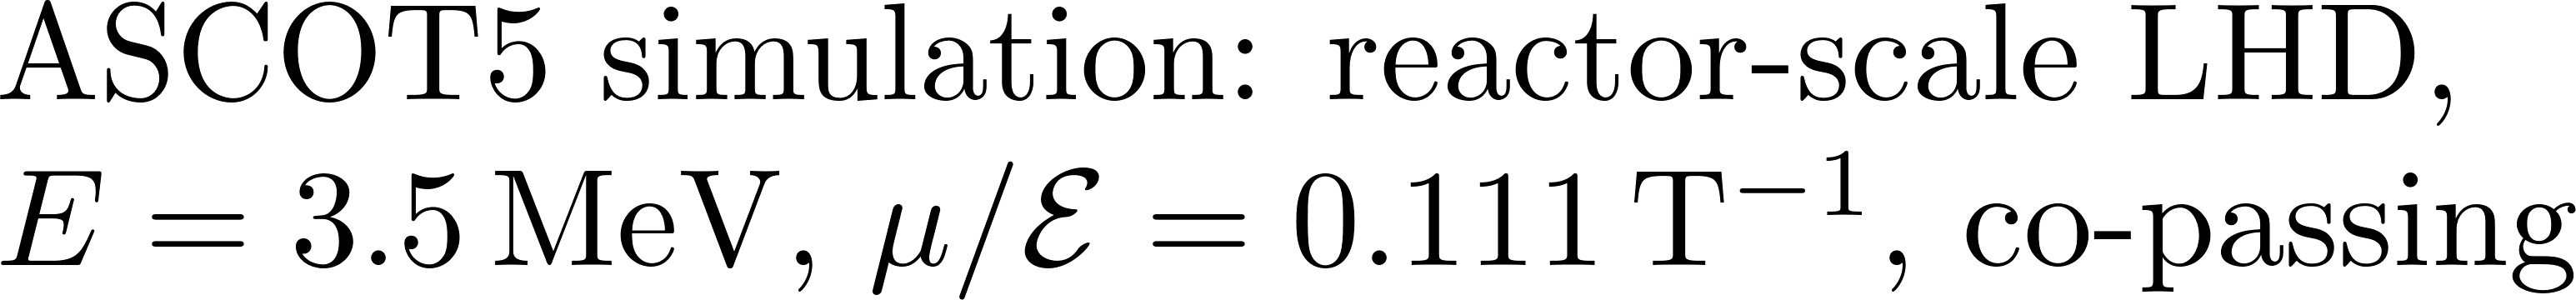 ASCOT5 simulation: reactor-scale LHD,
E = 3.5 MeV, μ/ℰ = 0.111 T⁻¹, co-passing